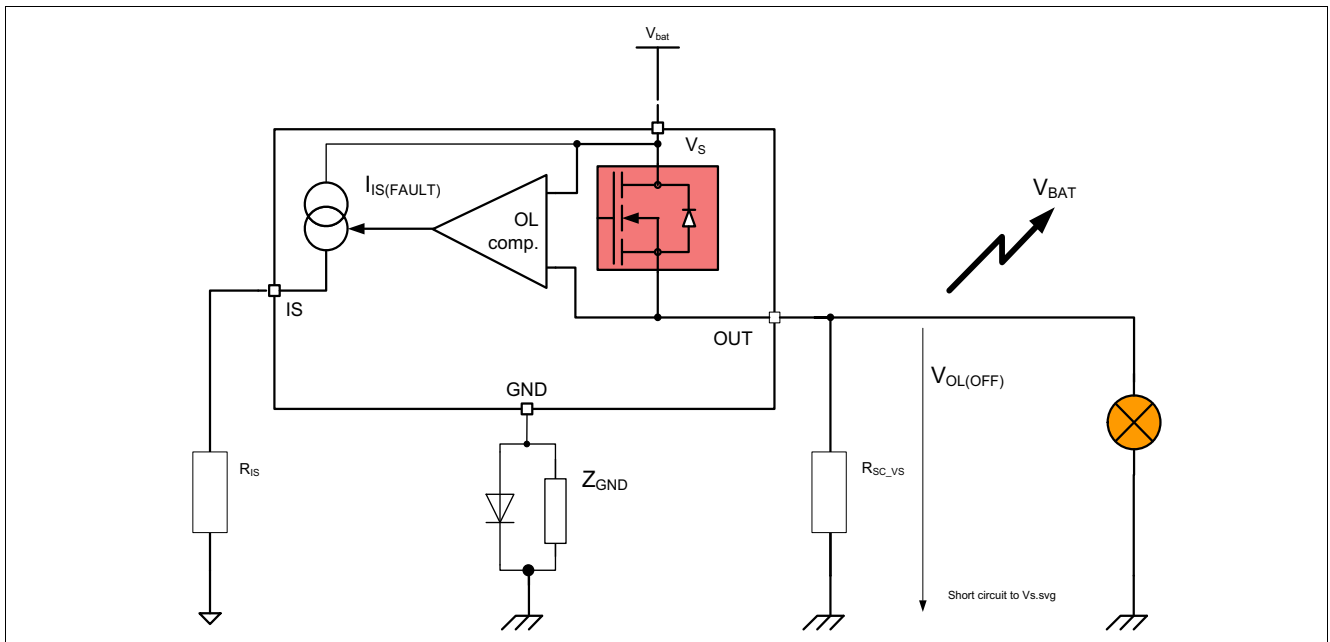 Vbat
VS
IIS(FAULT)
OL
comp.
VBAT
IS
OUT
VOL(OFF)
GND
RIS
ZGND
RSC_VS
Short circuit to Vs.svg